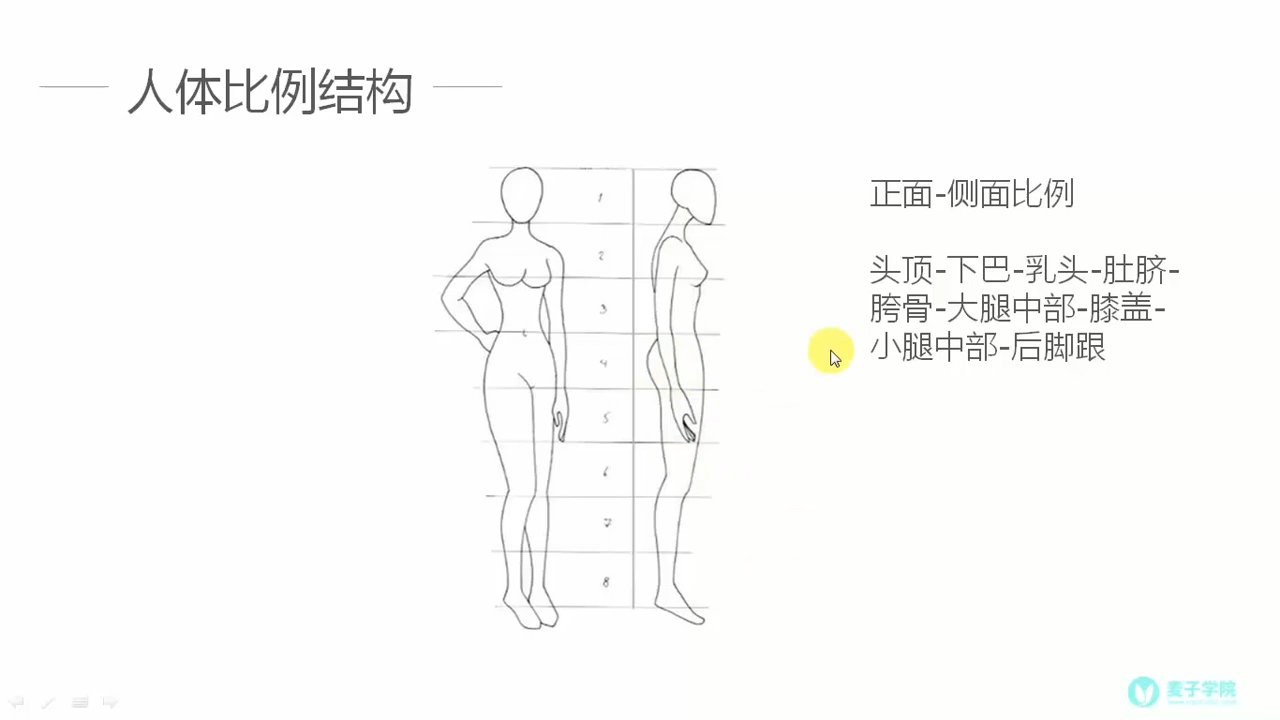 人体比例结构
正面-侧面比例
头顶-下巴-乳头-肚脐-
胯骨-大腿中部-膝盖-
小腿中部-后脚跟
1
2
3
4
5
6
7
8
麦子学院